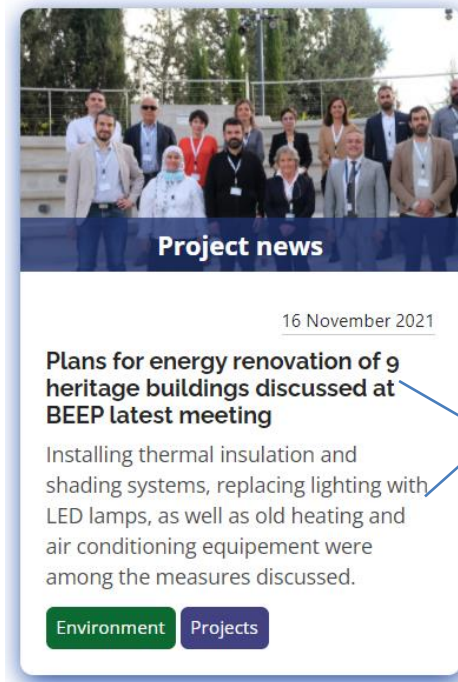 Project news
16 November 2021
Plans for energy renovation of 9
heritage buildings discussed at
BEEP latest meeting
Installing thermal insulation and
shading systems, replacing lighting with
LED lamps, as well as old heating and
air conditioning equipement were
among the measures discussed.
Environment Projects